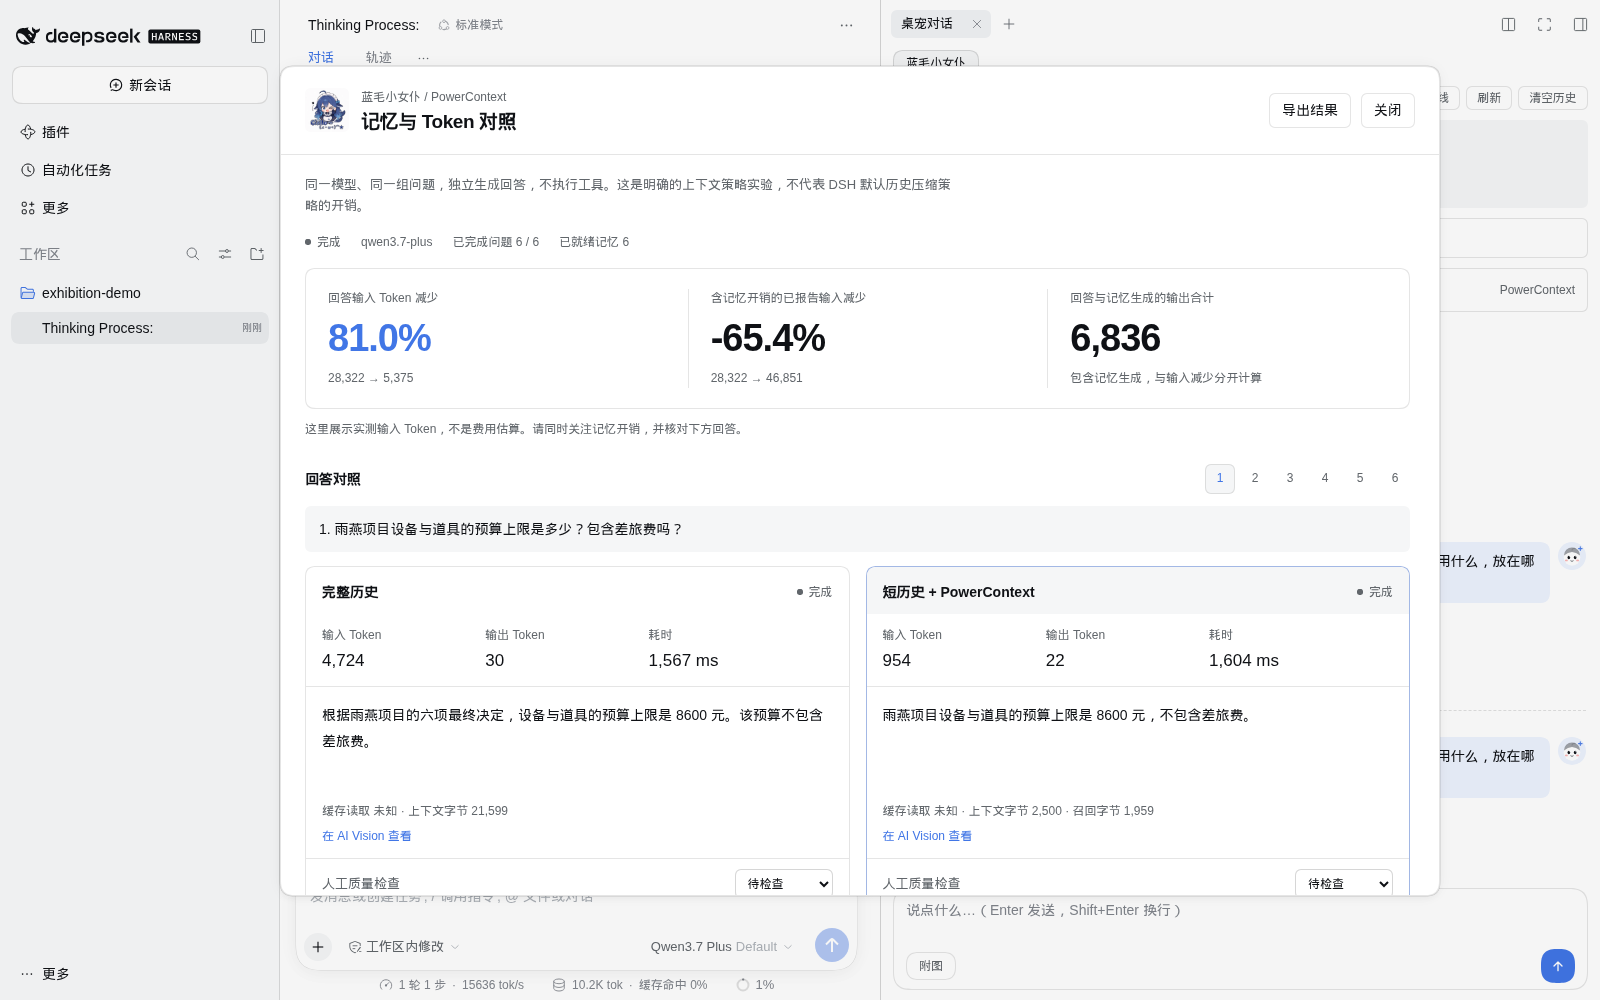 deepseek HARNESS
新会话
插件
自动化任务
更多
工作区
exhibition-demo
Thinking Process:
刚刚
更多
Thinking Process:
标准模式
对话
轨迹
桌宠对话
蓝毛小女仆
线
刷新
清空历史
PowerContext
用什么，放在哪
用什么，放在哪
蓝毛小女仆 / PowerContext
记忆与 Token 对照
导出结果
关闭
同一模型、同一组问题，独立生成回答，不执行工具。这是明确的上下文策略实验，不代表 DSH 默认历史压缩策
略的开销。
完成
qwen3.7-plus
已完成问题 6 / 6
已就绪记忆 6
回答输入 Token 减少
81.0%
28,322 → 5,375
含记忆开销的已报告输入减少
-65.4%
28,322 → 46,851
回答与记忆生成的输出合计
6,836
包含记忆生成，与输入减少分开计算
这里展示实测输入 Token，不是费用估算。请同时关注记忆开销，并核对下方回答。
回答对照
1 2 3 4 5 6
1. 雨燕项目设备与道具的预算上限是多少？包含差旅费吗？
完整历史
完成
输入 Token
输出 Token
耗时
4,724
30
1,567 ms
根据雨燕项目的六项最终决定，设备与道具的预算上限是 8600 元。该预算不包含
差旅费。
缓存读取 未知 · 上下文字节 21,599
在 AI Vision 查看
人工质量检查
待检查
短历史 + PowerContext
完成
输入 Token
输出 Token
耗时
954
22
1,604 ms
雨燕项目设备与道具的预算上限是 8600 元，不包含差旅费。
缓存读取 未知 · 上下文字节 2,500 · 召回字节 1,959
在 AI Vision 查看
人工质量检查
待检查
发消息或创建任务, / 调用指令, @ 文件或对话
工作区内修改
Qwen3.7 Plus Default
1 轮 1 步 · 15636 tok/s
10.2K tok · 缓存命中 0%
1%
说点什么…（Enter 发送，Shift+Enter 换行）
附图